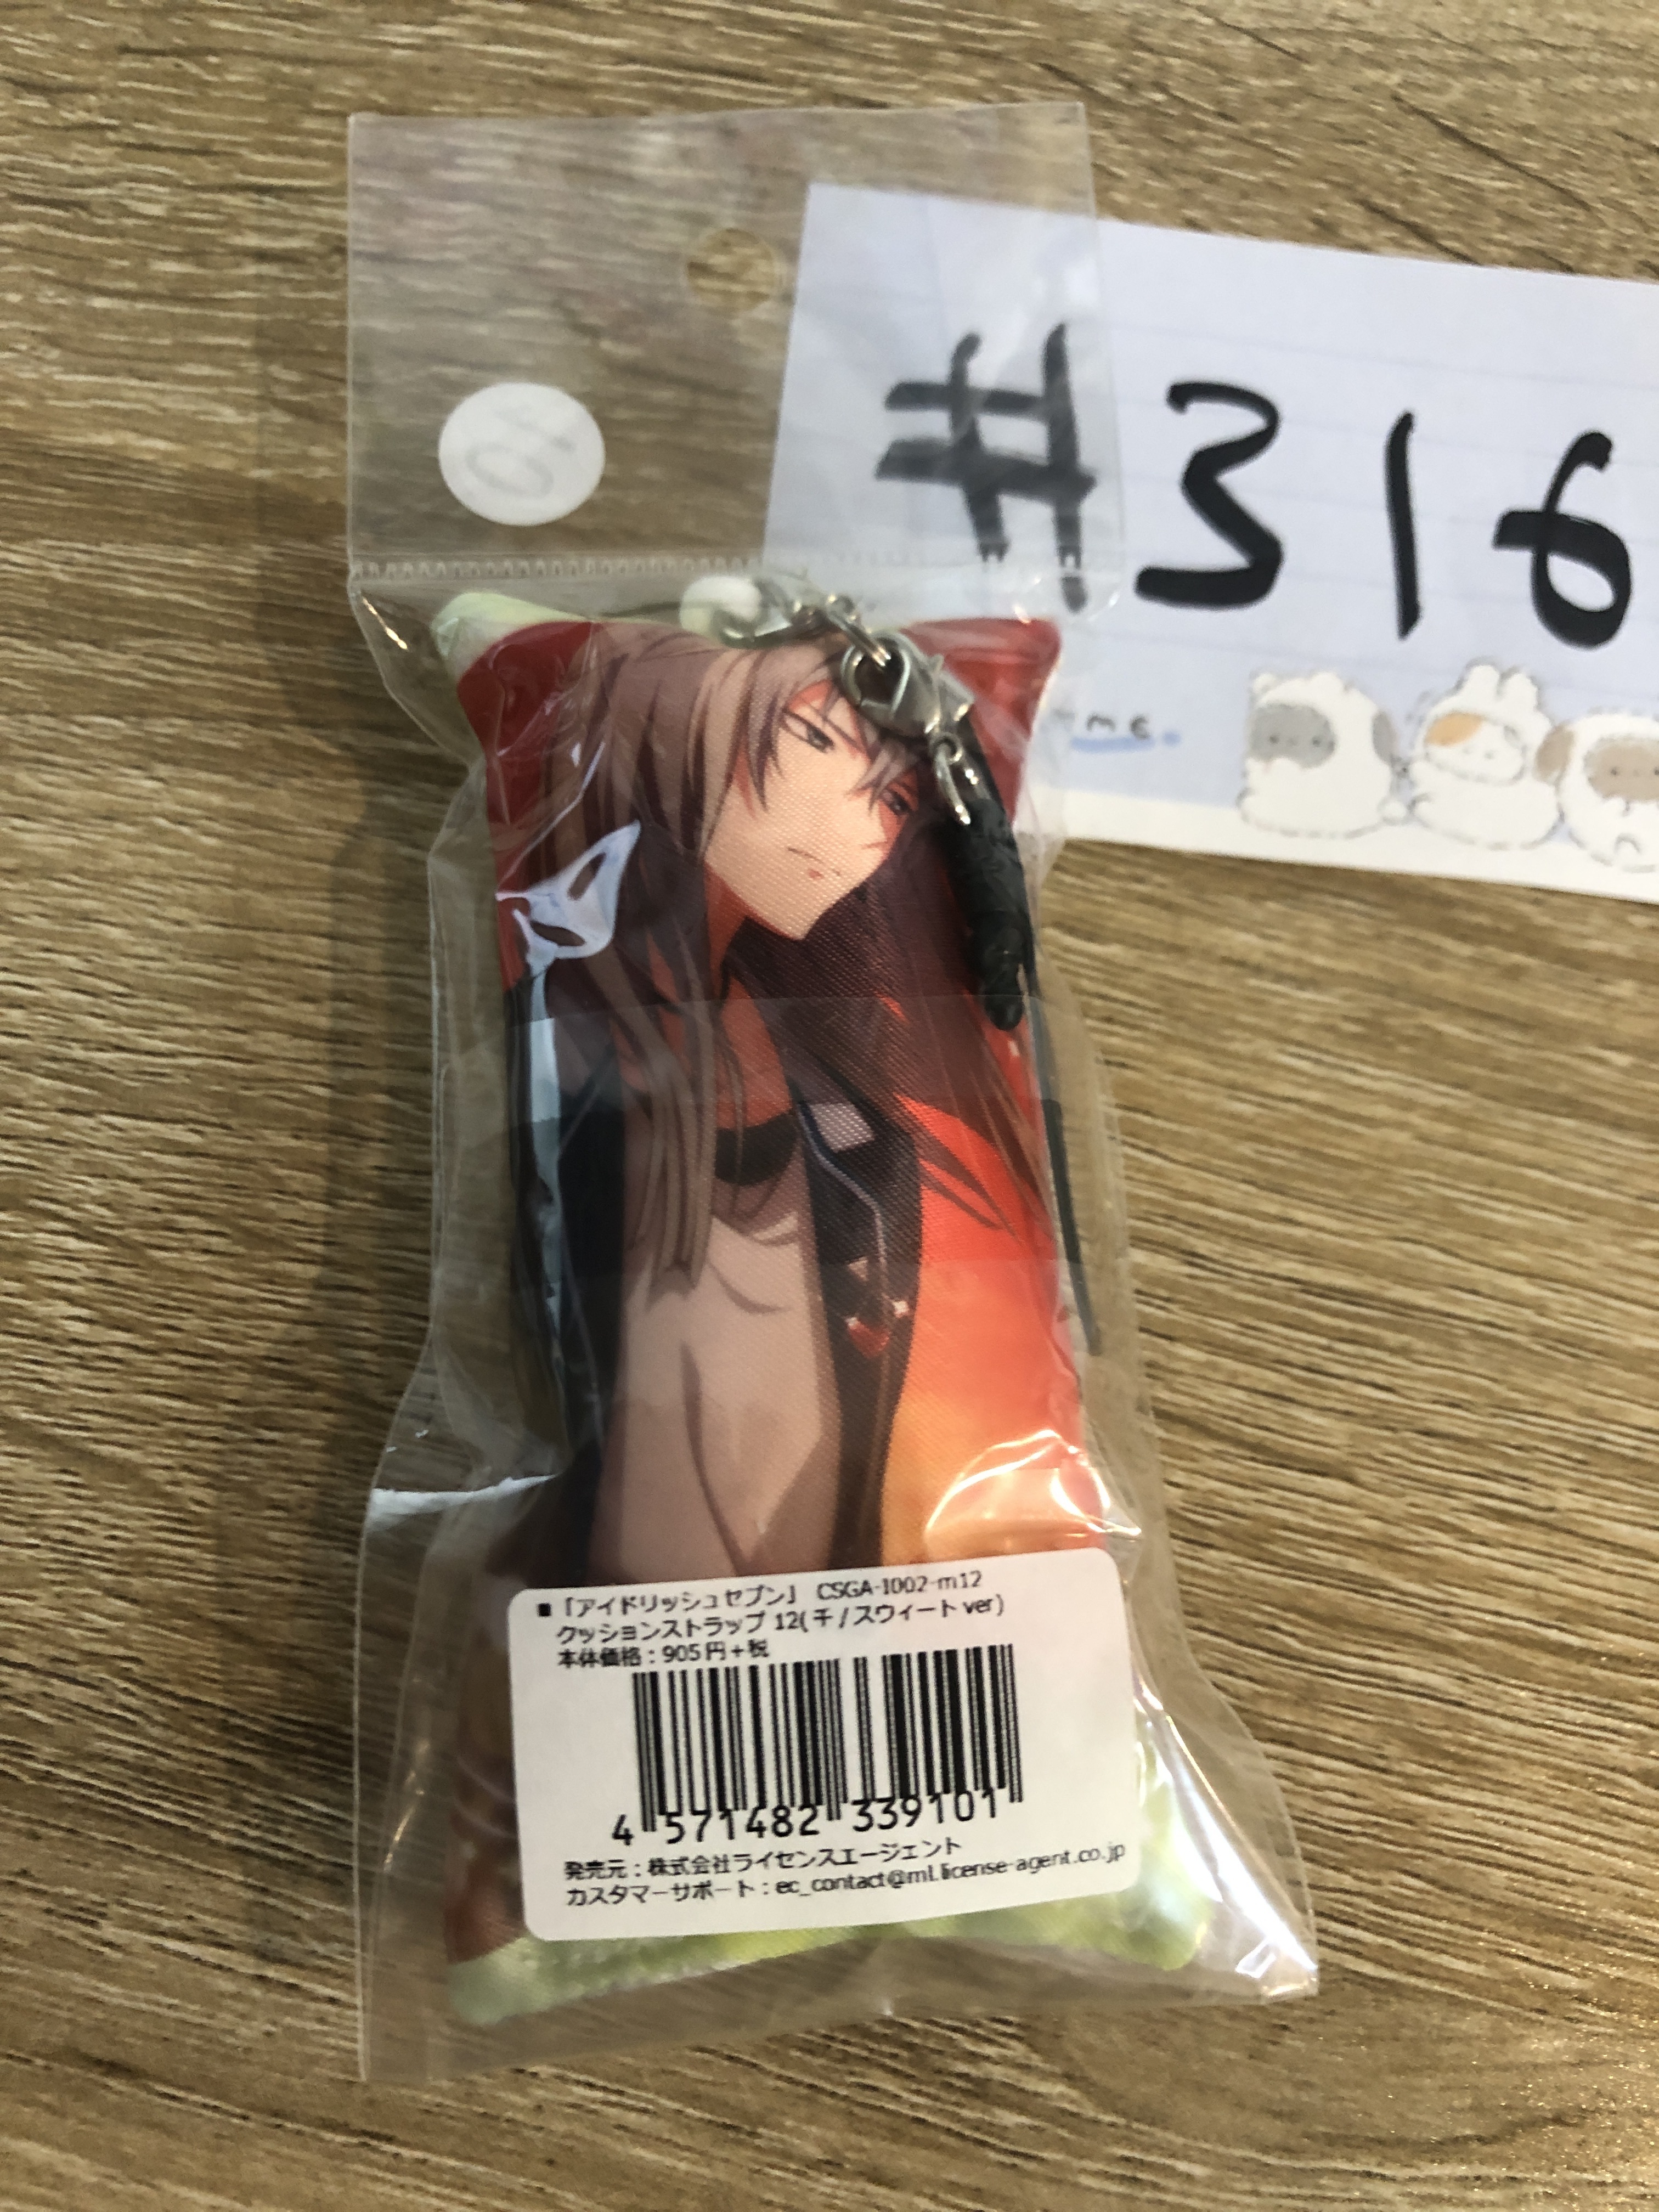 #316
me.
■「アイドリッシュセブン」 CSGA-I002-m12
クッションストラップ 12(千/スウィート ver)
本体価格:905円+税
4 571482 339101
発売元:株式会社ライセンスエージェント
カスタマーサポート:ec_contact@ml.license-agent.co.jp